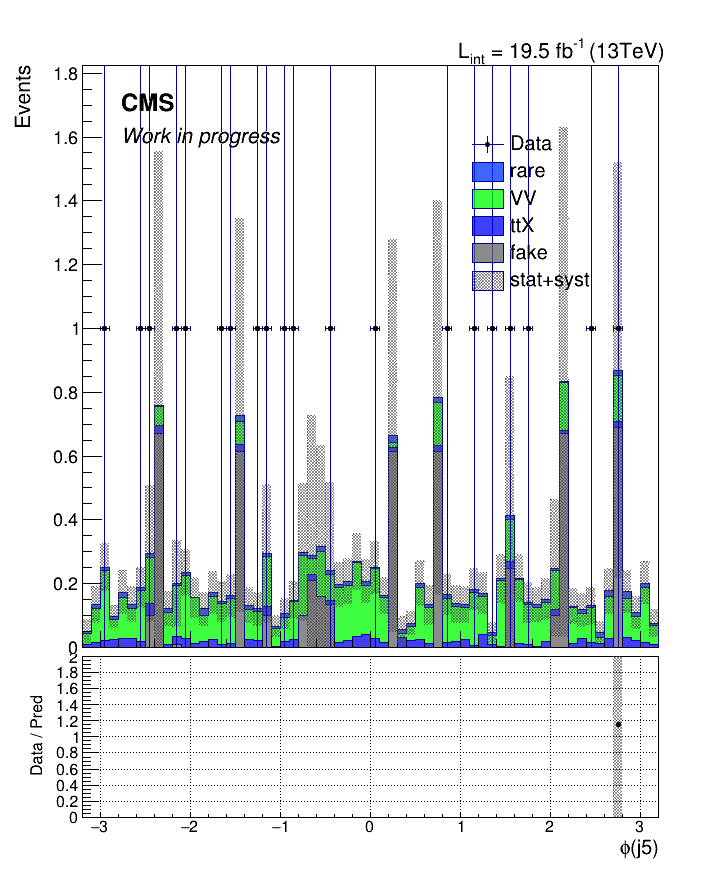 L_int = 19.5 fb⁻¹ (13TeV)
Events
1.8
1.6
1.4
1.2
1
0.8
0.6
0.4
0.2
0
CMS
Work in progress
Data
rare
VV
ttX
fake
stat+syst
Data / Pred
2
1.8
1.6
1.4
1.2
1
0.8
0.6
0.4
0.2
0
−3 −2 −1 0 1 2 3
ϕ(j5)